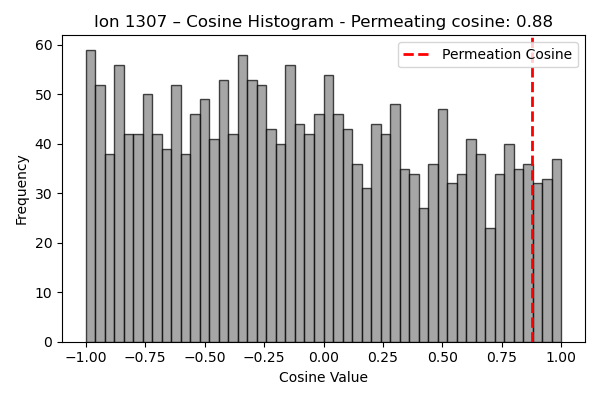 Ion 1307 – Cosine Histogram - Permeating cosine: 0.88
Permeation Cosine
Frequency
60
50
40
30
20
10
0
−1.00 −0.75 −0.50 −0.25 0.00 0.25 0.50 0.75 1.00
Cosine Value